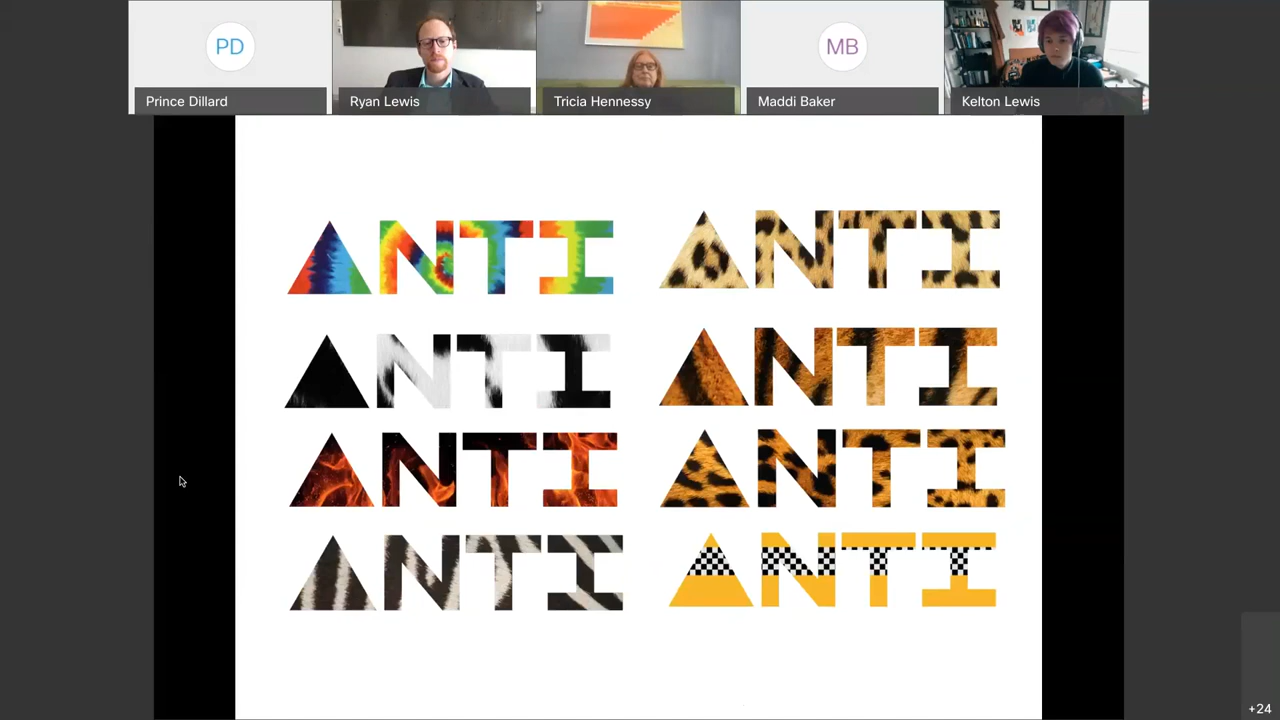 PD
MB
Prince Dillard
Ryan Lewis
Tricia Hennessy
Maddi Baker
Kelton Lewis
ANTI ANTI
ANTI ANTI
ANTI ANTI
ANTI ANTI
+24